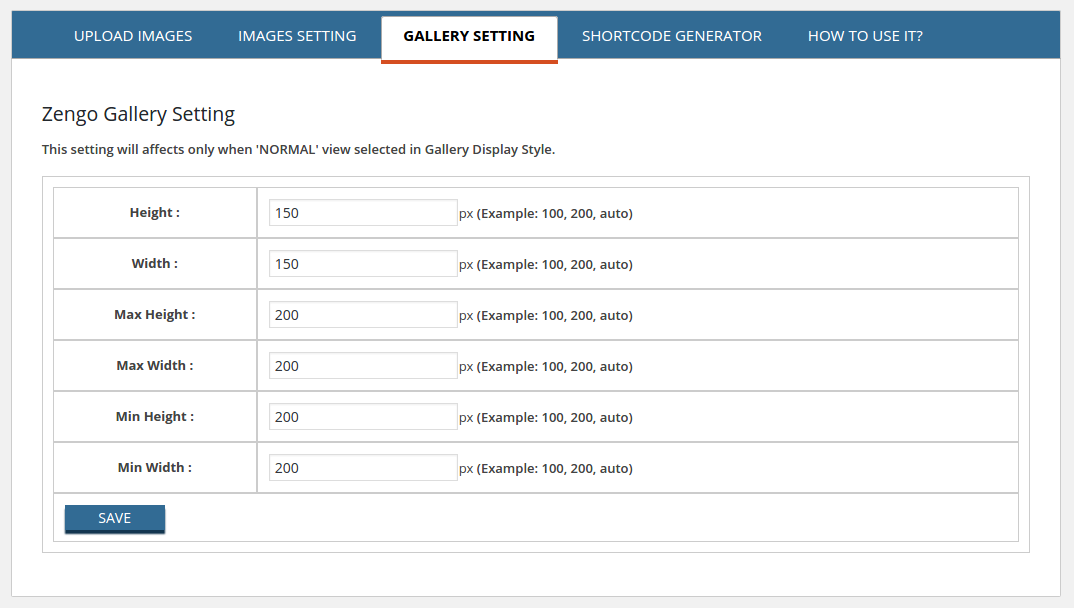 UPLOAD IMAGES IMAGES SETTING GALLERY SETTING SHORTCODE GENERATOR HOW TO USE IT?
Zengo Gallery Setting
This setting will affects only when 'NORMAL' view selected in Gallery Display Style.
Height : 150 px (Example: 100, 200, auto)
Width : 150 px (Example: 100, 200, auto)
Max Height : 200 px (Example: 100, 200, auto)
Max Width : 200 px (Example: 100, 200, auto)
Min Height : 200 px (Example: 100, 200, auto)
Min Width : 200 px (Example: 100, 200, auto)
SAVE